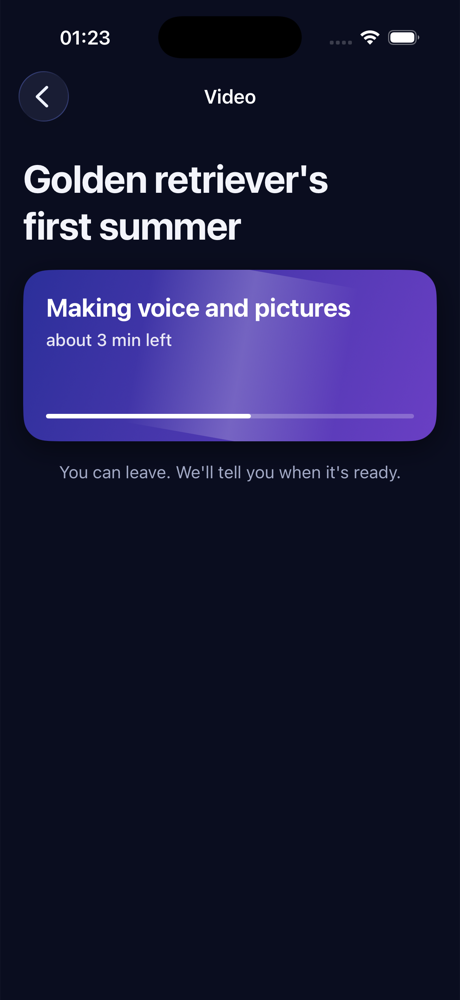 01:23
Video
Golden retriever's
first summer
Making voice and pictures
about 3 min left
You can leave. We'll tell you when it's ready.